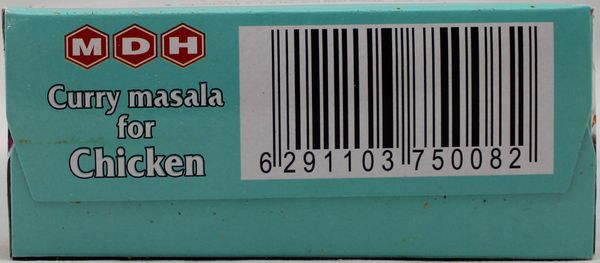 MDH
Curry masala
for
Chicken
6 291103 750082